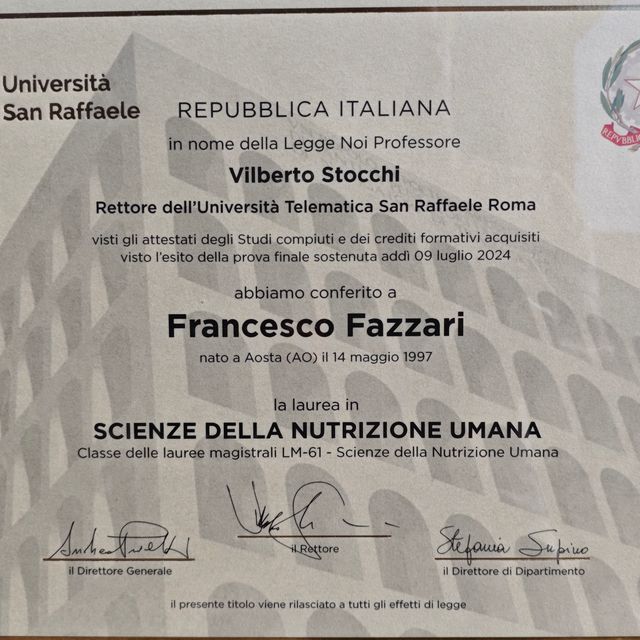 Università
San Raffaele
REPUBBLICA ITALIANA
in nome della Legge Noi Professore
Vilberto Stocchi
Rettore dell'Università Telematica San Raffaele Roma
visti gli attestati degli Studi compiuti e dei crediti formativi acquisiti
visto l'esito della prova finale sostenuta addì 09 luglio 2024
abbiamo conferito a
Francesco Fazzari
nato a Aosta (AO) il 14 maggio 1997
la laurea in
SCIENZE DELLA NUTRIZIONE UMANA
Classe delle lauree magistrali LM-61 - Scienze della Nutrizione Umana
Stefania Supino
il Direttore Generale
il Rettore
il Direttore di Dipartimento
il presente titolo viene rilasciato a tutti gli effetti di legge